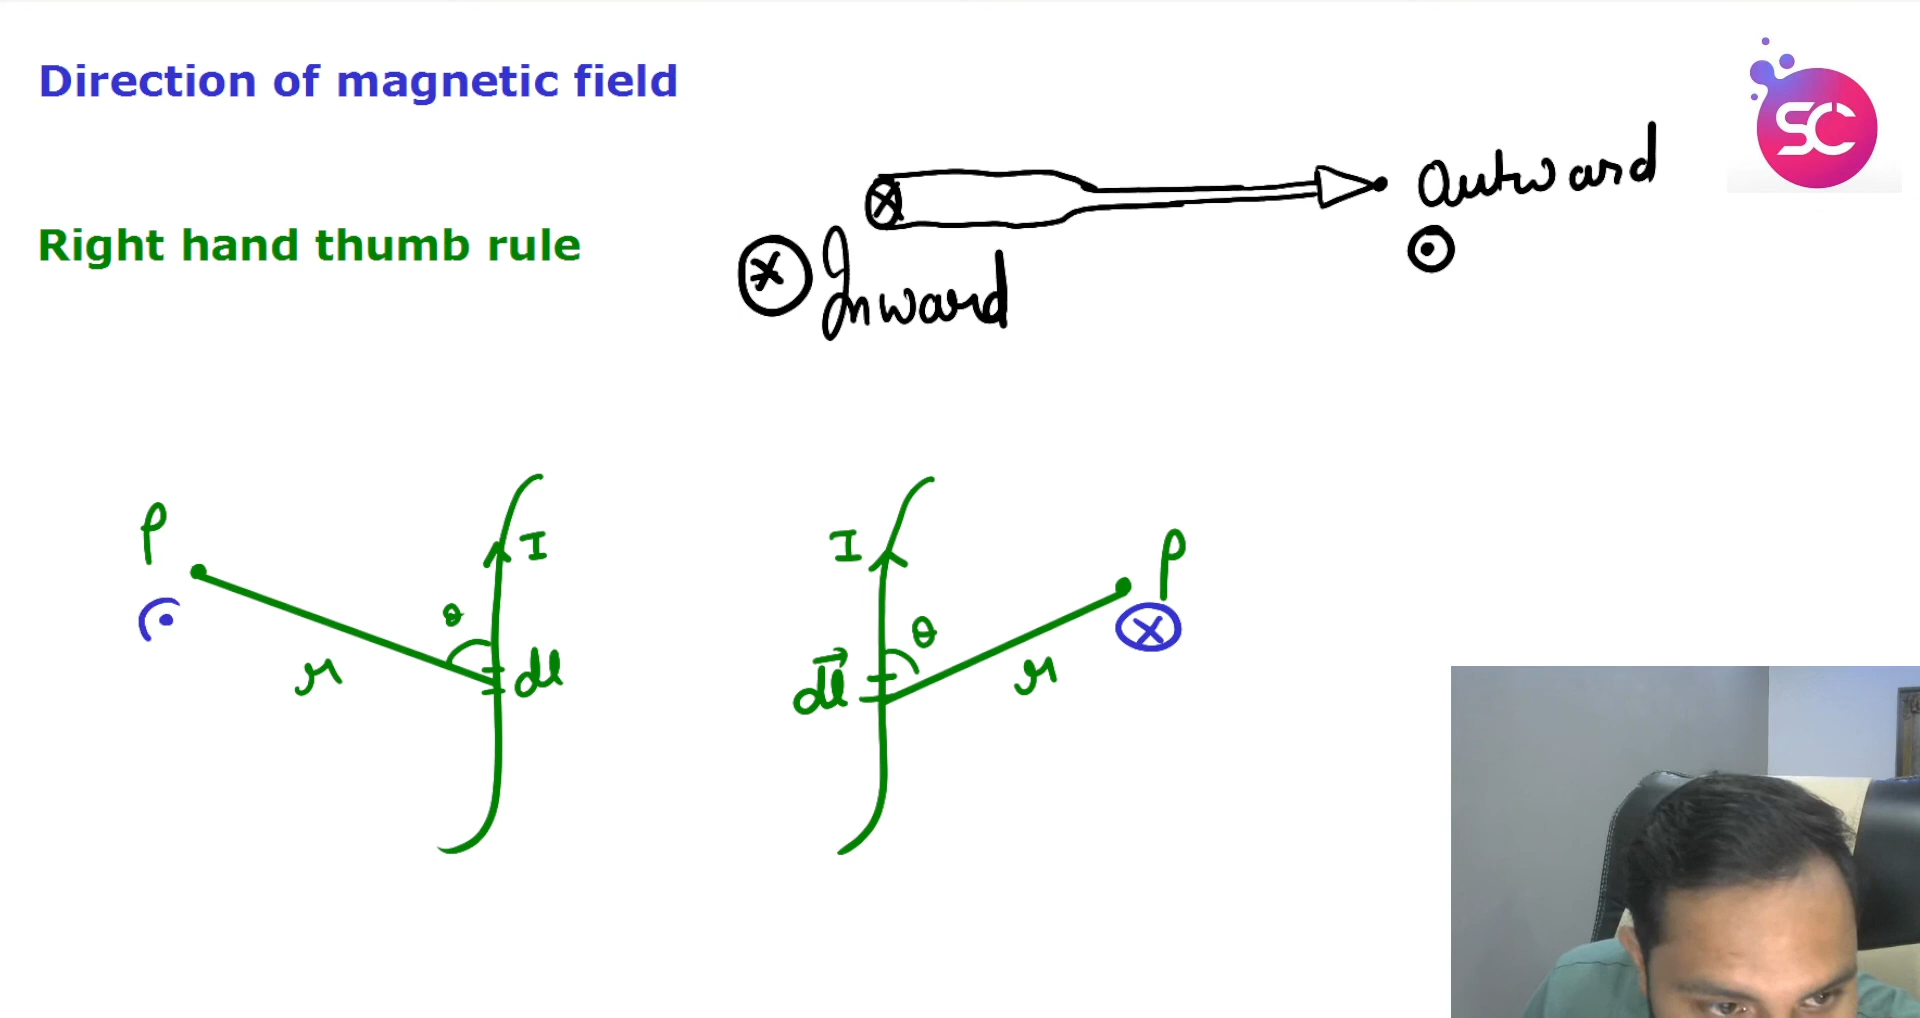 Direction of magnetic field
SC
Outward
Right hand thumb rule
Inward
P
I
θ
dl
r
I
P
θ
dl
r